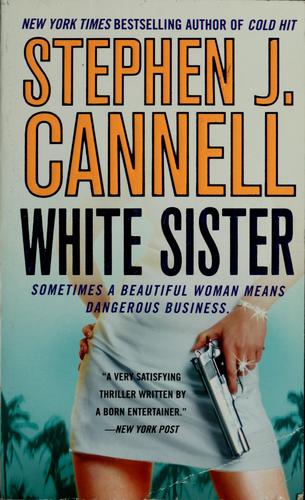 NEW YORK TIMES BESTSELLING AUTHOR OF COLD HIT
STEPHEN J.
CANNELL
WHITE SISTER
SOMETIMES A BEAUTIFUL WOMAN MEANS
DANGEROUS BUSINESS.
"A VERY SATISFYING
THRILLER WRITTEN BY
A BORN ENTERTAINER."
—NEW YORK POST